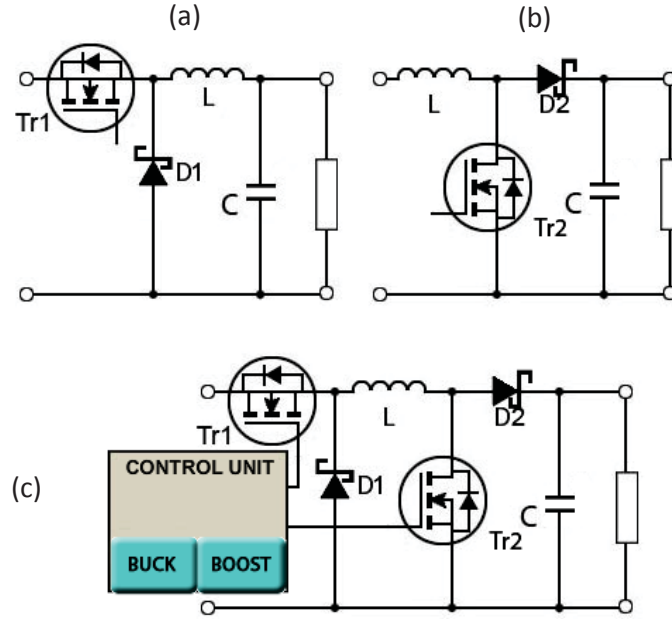 (a)
(b)
Tr1
L
D1
C
L
D2
Tr2
C
(c)
Tr1
L
D2
CONTROL UNIT
D1
Tr2
C
BUCK
BOOST